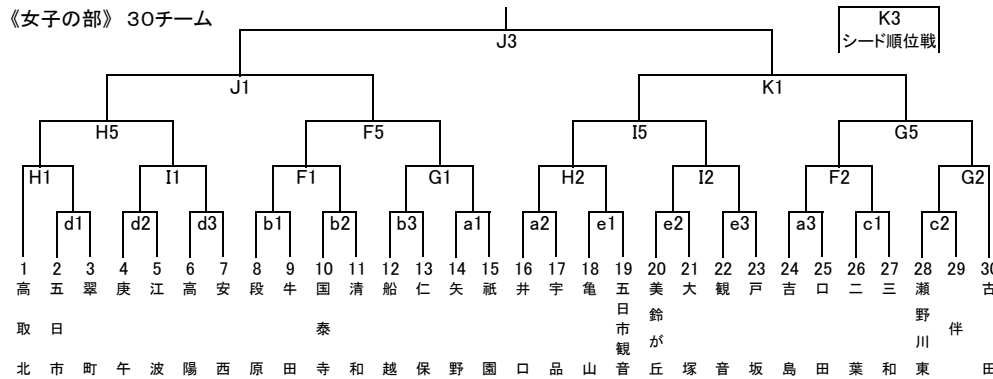 《女子の部》 30チーム
K3
シード順位戦
J3
J1 K1
H5 F5 I5 G5
H1 I1 F1 G1 H2 I2 F2 G2
d1 d2 d3 b1 b2 b3 a1 a2 e1 e2 e3 a3 c1 c2
1 2 3 4 5 6 7 8 9 10 11 12 13 14 15 16 17 18 19 20 21 22 23 24 25 26 27 28 29 30
高取北
五日市
翠町
庚午
江波
高陽
安西
段原
牛田
国泰寺
清和
船越
仁保
矢野
祇園
井口
宇品
亀山
五日市観音
美鈴が丘
大塚
観音
戸坂
吉島
口田
二葉
三和
瀬野川東
伴
古田